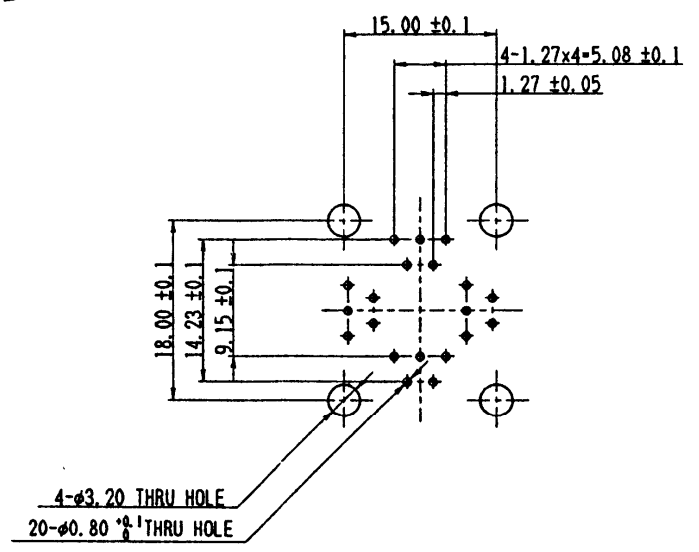 15.00 ±0.1
4-1.27x4=5.08 ±0.1
1.27 ±0.05
18.00 ±0.1
14.23 ±0.1
9.15 ±0.1
4-ø3.20 THRU HOLE
20-ø0.80 +0.1 0 THRU HOLE